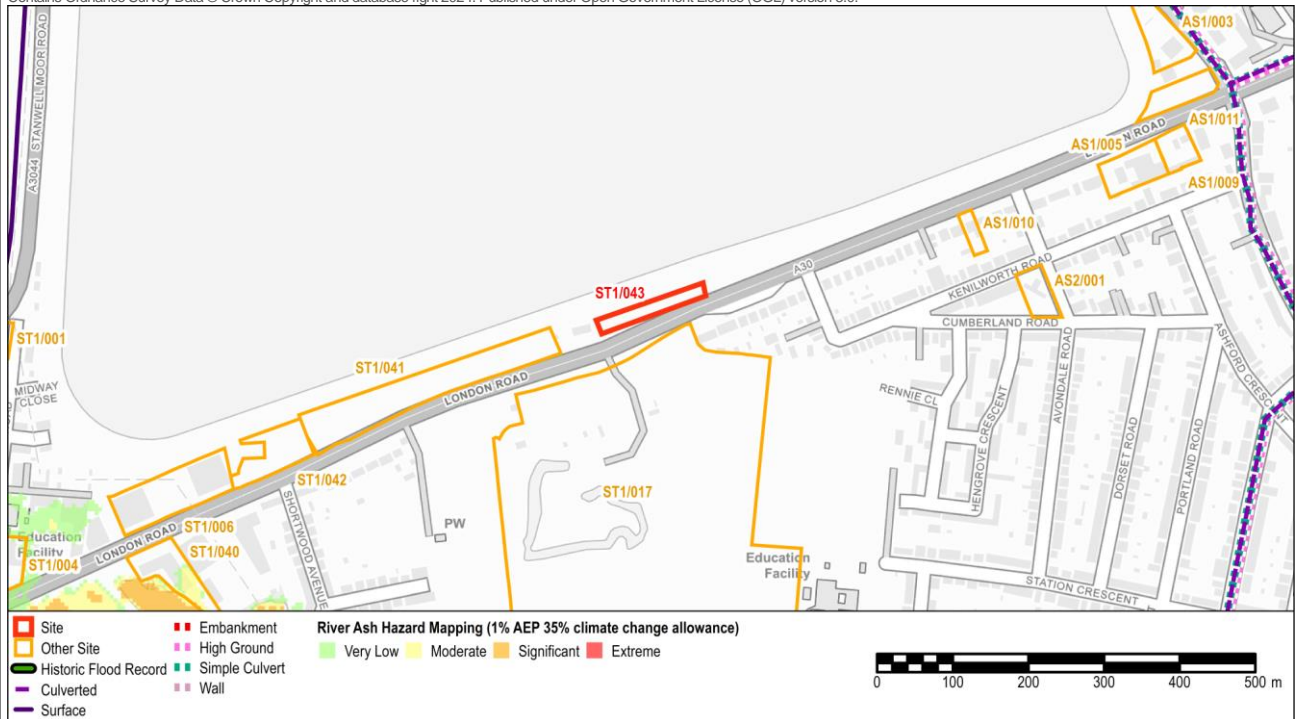 Contains Ordnance Survey Data © Crown Copyright and database right 2024. Published under Open Government License (OGL) version 3.0.
AS1/003
A3044 STANWELL MOOR ROAD
AS1/011
LONDON ROAD
AS1/005
AS1/009
AS1/010
A30
KENILWORTH ROAD
ST1/043
AS2/001
CUMBERLAND ROAD
ST1/001
MIDWAY
CLOSE
ST1/041
LONDON ROAD
ASHFORD CRESCENT
RENNIE CL
HENGROVE CRESCENT
AVONDALE ROAD
DORSET ROAD
PORTLAND ROAD
ST1/042
ST1/017
SHORTWOOD AVENUE
PW
ST1/006
LONDON ROAD
Education
Facility
ST1/040
ST1/004
Education
Facility
STATION CRESCENT
Site
Other Site
Historic Flood Record
Culverted
Surface
Embankment
High Ground
Simple Culvert
Wall
River Ash Hazard Mapping (1% AEP 35% climate change allowance)
Very Low Moderate Significant Extreme
0 100 200 300 400 500 m